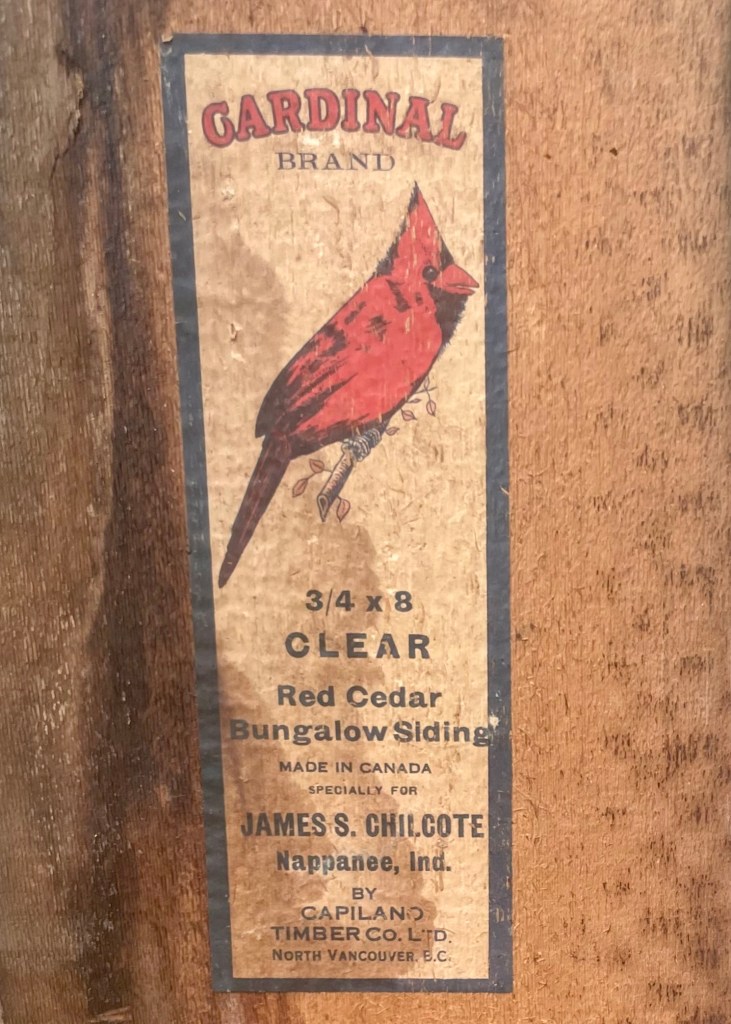 CARDINAL
BRAND
3/4 x 8
CLEAR
Red Cedar
Bungalow Siding
MADE IN CANADA
SPECIALLY FOR
JAMES S. CHILCOTE
Nappanee, Ind.
BY
CAPILANO
TIMBER CO. LTD.
NORTH VANCOUVER, B.C.